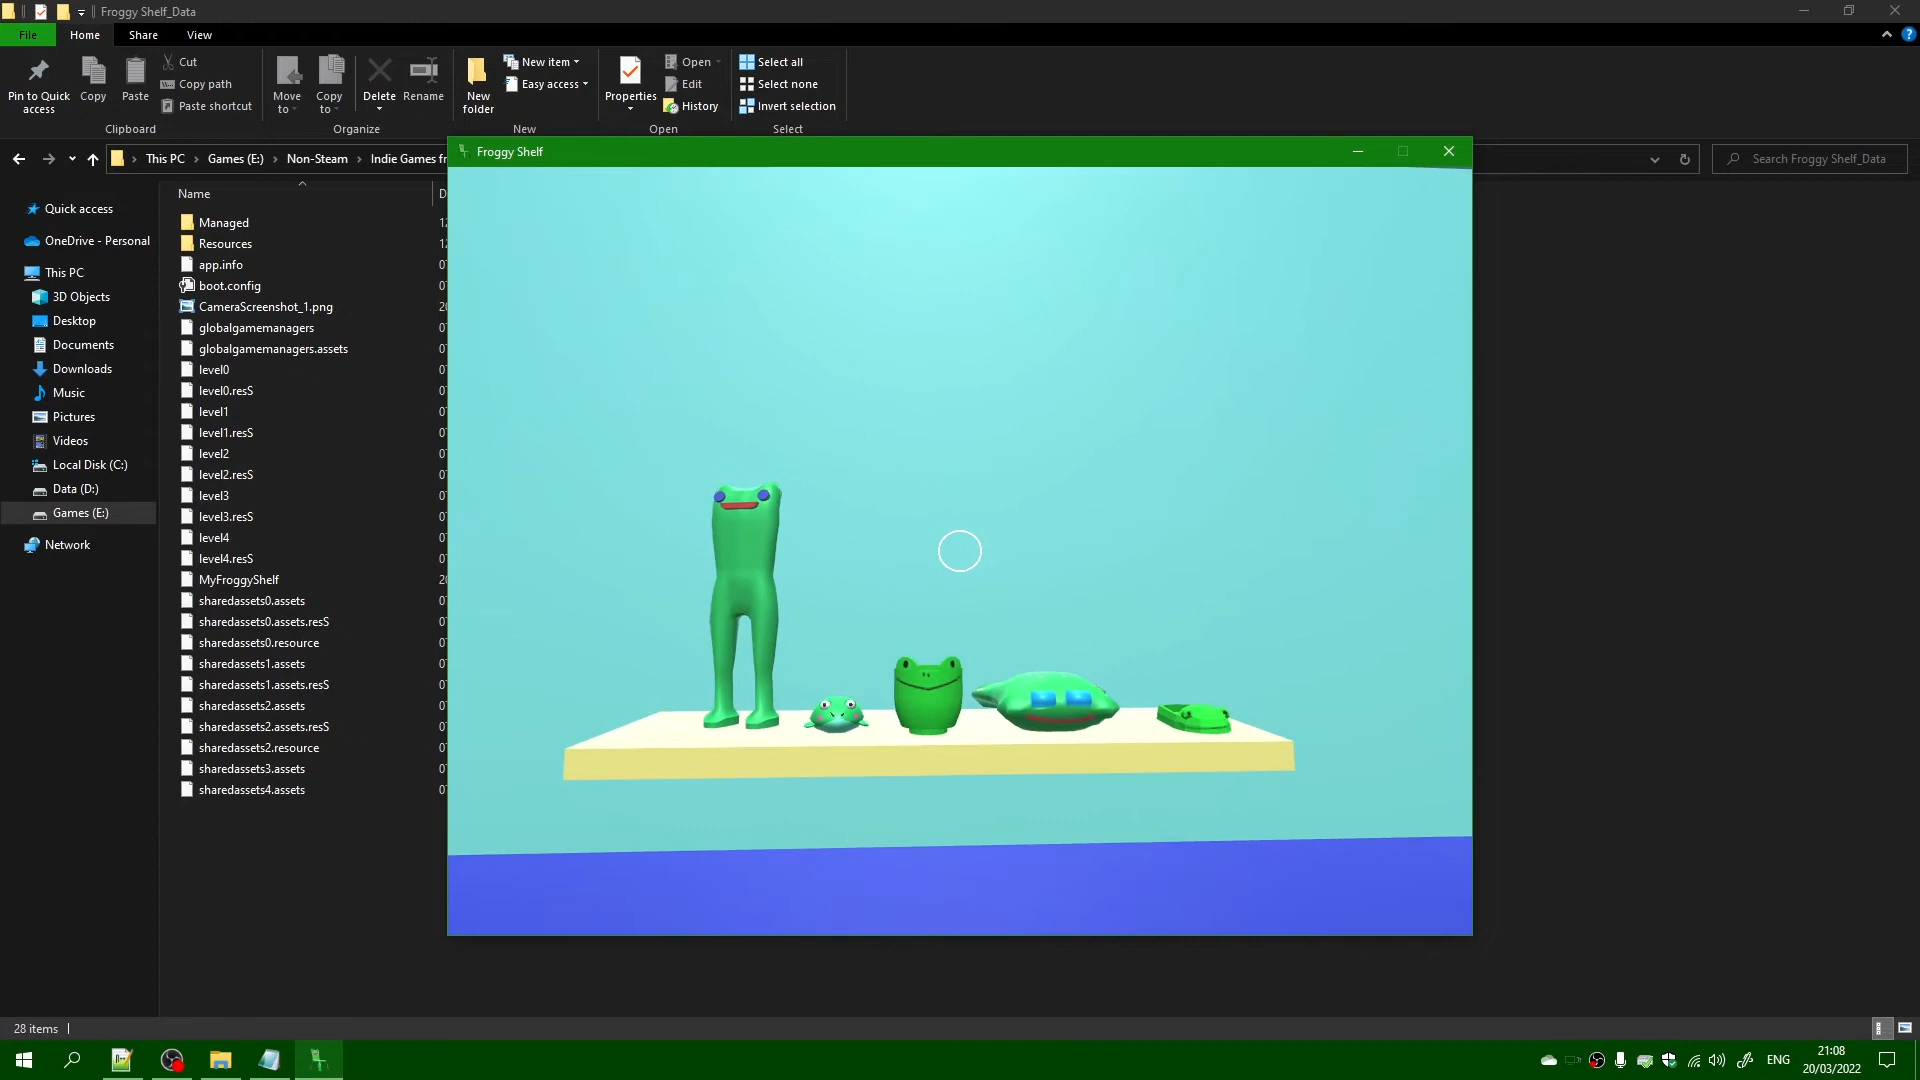 Froggy Shelf_Data
File Home Share View
Pin to Quick access
Copy
Paste
Cut
Copy path
Paste shortcut
Clipboard
Move to
Copy to
Delete
Rename
Organize
New folder
New item
Easy access
New
Properties
Open
Edit
History
Open
Select all
Select none
Invert selection
Select
This PC > Games (E:) > Non-Steam > Indie Games fr
Search Froggy Shelf_Data
Froggy Shelf
Quick access
OneDrive - Personal
This PC
3D Objects
Desktop
Documents
Downloads
Music
Pictures
Videos
Local Disk (C:)
Data (D:)
Games (E:)
Network
Name
D
Managed
Resources
app.info
boot.config
CameraScreenshot_1.png
globalgamemanagers
globalgamemanagers.assets
level0
level0.resS
level1
level1.resS
level2
level2.resS
level3
level3.resS
level4
level4.resS
MyFroggyShelf
sharedassets0.assets
sharedassets0.assets.resS
sharedassets0.resource
sharedassets1.assets
sharedassets1.assets.resS
sharedassets2.assets
sharedassets2.assets.resS
sharedassets2.resource
sharedassets3.assets
sharedassets4.assets
28 items
ENG
21:08
20/03/2022